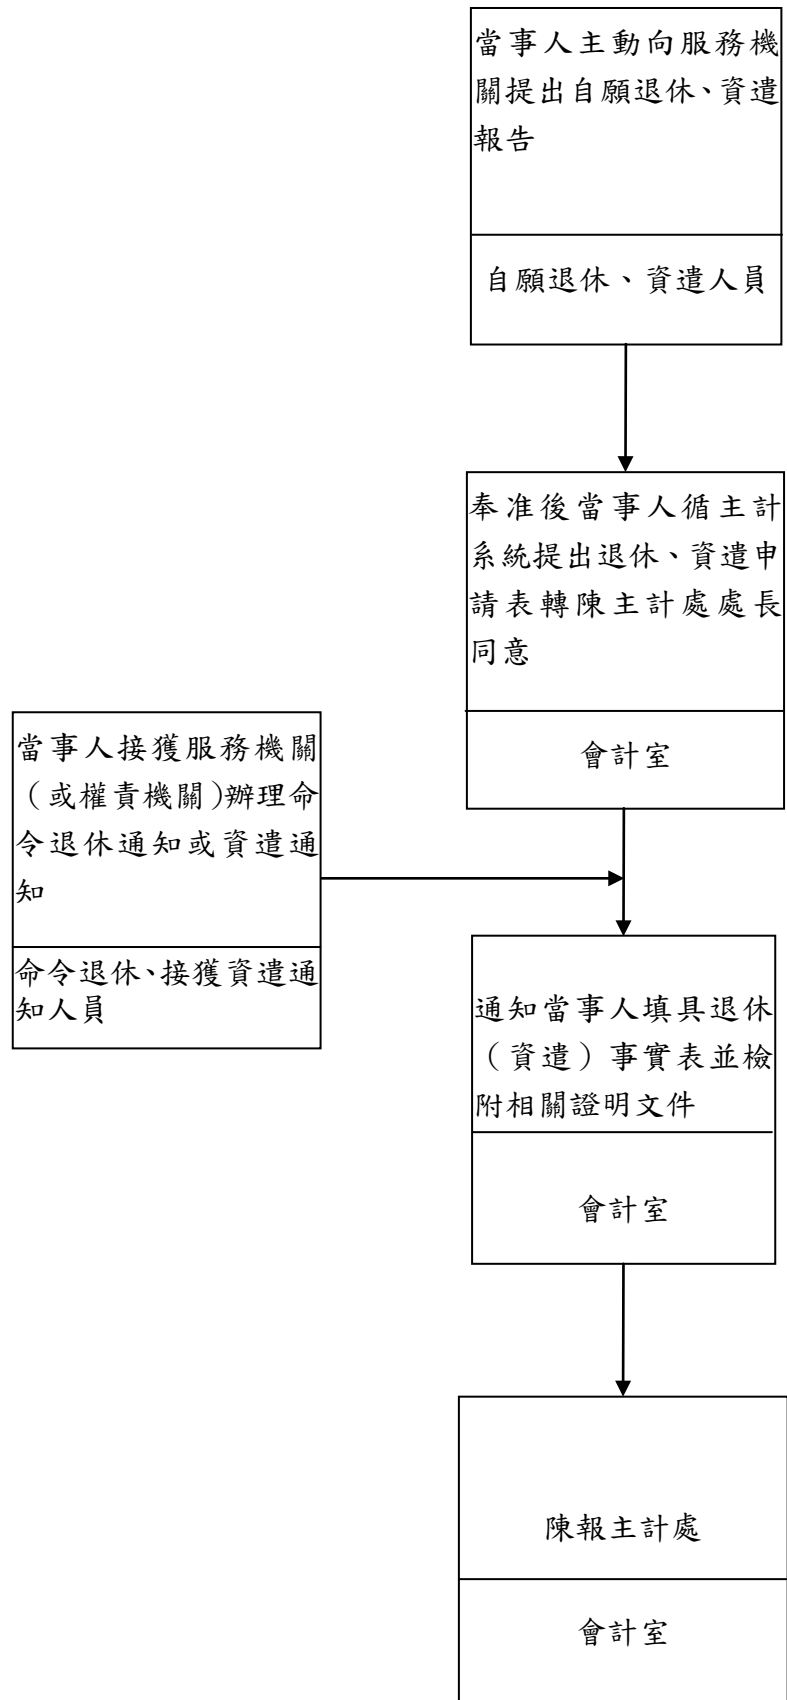 當事人主動向服務機
關提出自願退休、資遣
報告
自願退休、資遣人員
奉准後當事人循主計
系統提出退休、資遣申
請表轉陳主計處處長
同意
會計室
當事人接獲服務機關
（或權責機關）辦理命
令退休通知或資遣通
知
命令退休、接獲資遣通
知人員
通知當事人填具退休
（資遣）事實表並檢
附相關證明文件
會計室
陳報主計處
會計室